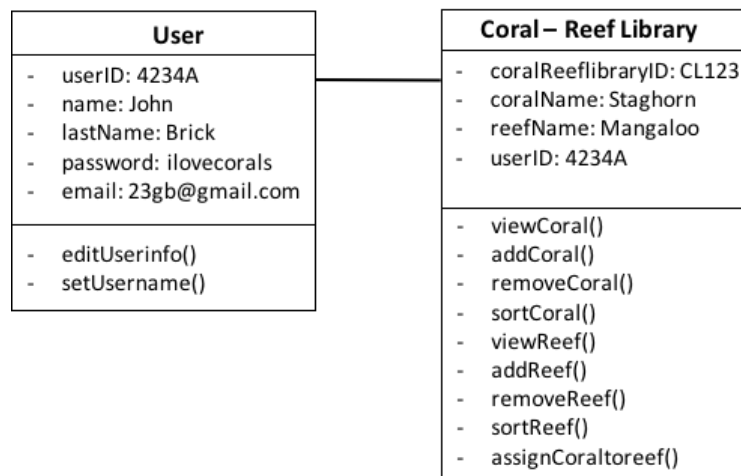 User
- userID: 4234A
- name: John
- lastName: Brick
- password: ilovecorals
- email: 23gb@gmail.com
- editUserinfo()
- setUsername()
Coral – Reef Library
- coralReeflibraryID: CL123
- coralName: Staghorn
- reefName: Mangaloo
- userID: 4234A
- viewCoral()
- addCoral()
- removeCoral()
- sortCoral()
- viewReef()
- addReef()
- removeReef()
- sortReef()
- assignCoraltoreef()